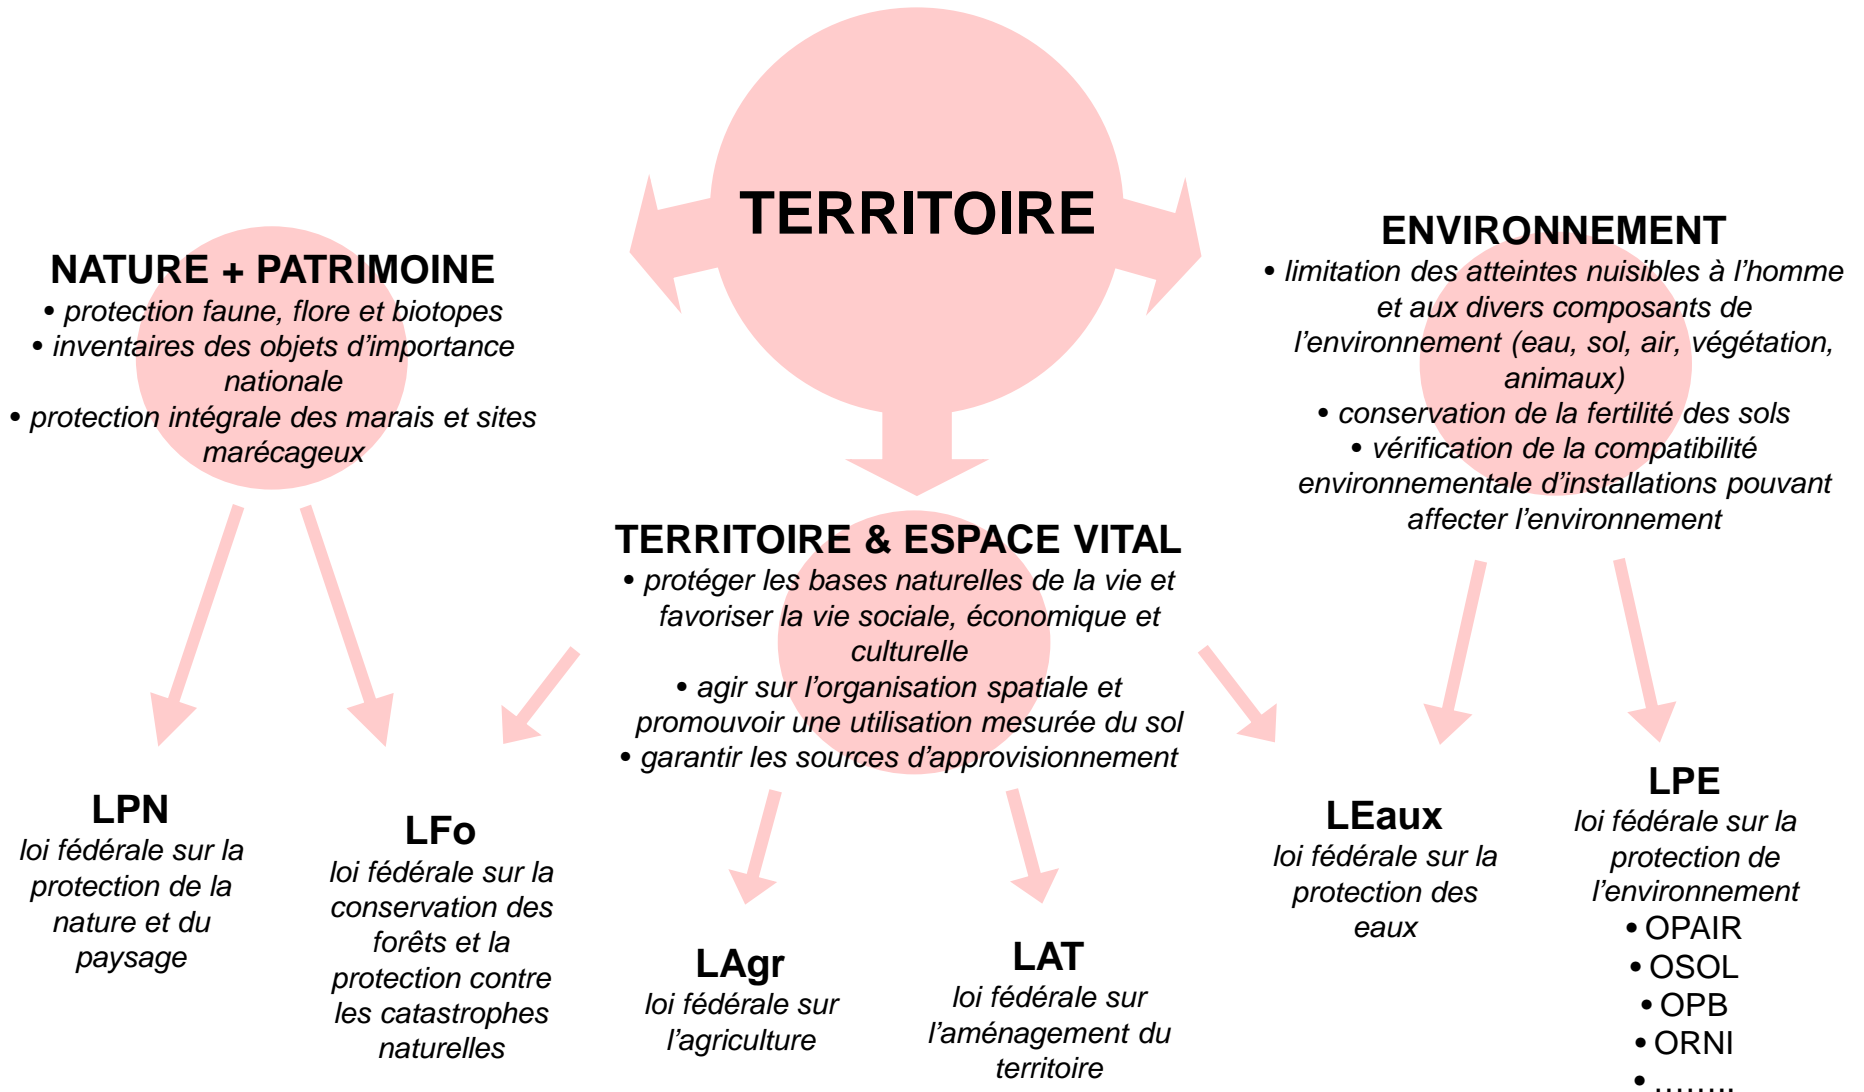 TERRITOIRE
NATURE + PATRIMOINE
• protection faune, flore et biotopes
• inventaires des objets d’importance
nationale
• protection intégrale des marais et sites
marécageux
ENVIRONNEMENT
• limitation des atteintes nuisibles à l’homme
et aux divers composants de
l’environnement (eau, sol, air, végétation,
animaux)
• conservation de la fertilité des sols
• vérification de la compatibilité
environnementale d’installations pouvant
affecter l’environnement
TERRITOIRE & ESPACE VITAL
• protéger les bases naturelles de la vie et
favoriser la vie sociale, économique et
culturelle
• agir sur l’organisation spatiale et
promouvoir une utilisation mesurée du sol
• garantir les sources d’approvisionnement
LPN
loi fédérale sur la
protection de la
nature et du
paysage
LFo
loi fédérale sur la
conservation des
forêts et la
protection contre
les catastrophes
naturelles
LAgr
loi fédérale sur
l’agriculture
LAT
loi fédérale sur
l’aménagement du
territoire
LEaux
loi fédérale sur la
protection des
eaux
LPE
loi fédérale sur la
protection de
l’environnement
• OPAIR
• OSOL
• OPB
• ORNI
• ……..